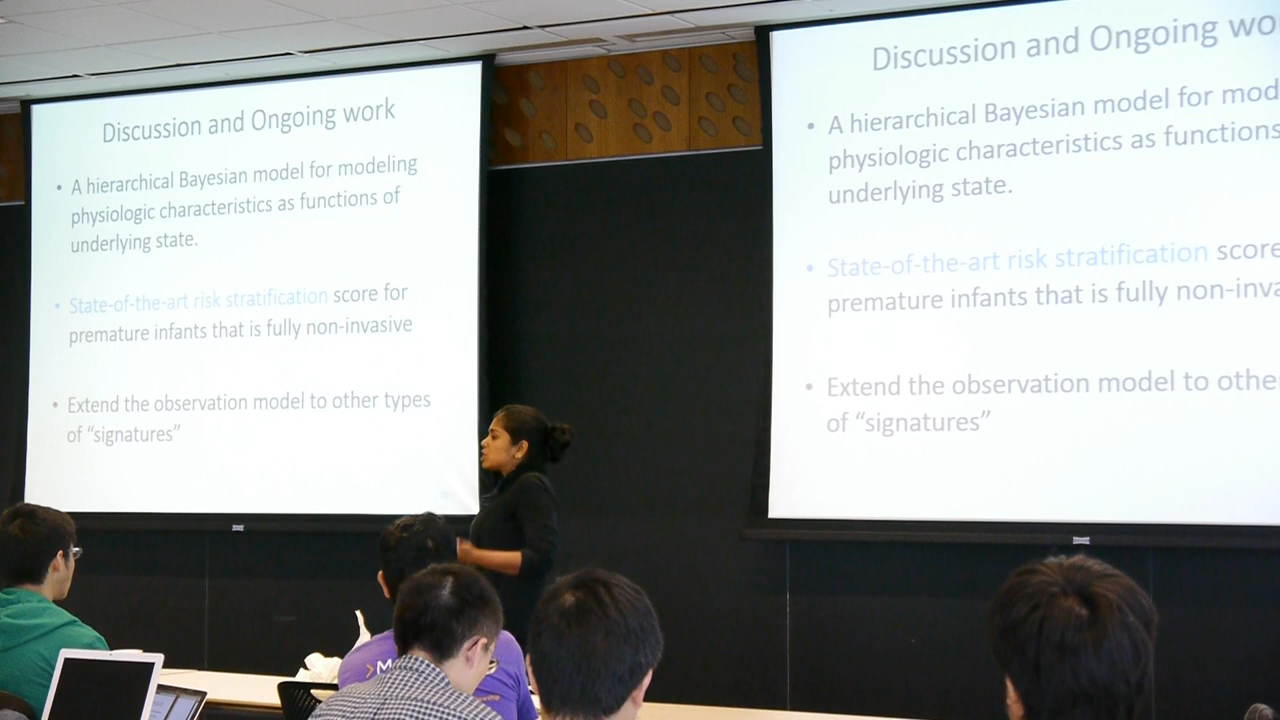 Discussion and Ongoing work
• A hierarchical Bayesian model for modeling
physiologic characteristics as functions of
underlying state.
• State-of-the-art risk stratification score for
premature infants that is fully non-invasive
• Extend the observation model to other types
of “signatures”
Discussion and Ongoing wo
• A hierarchical Bayesian model for mod
physiologic characteristics as functions
underlying state.
• State-of-the-art risk stratification score
premature infants that is fully non-inva
• Extend the observation model to othe
of “signatures”